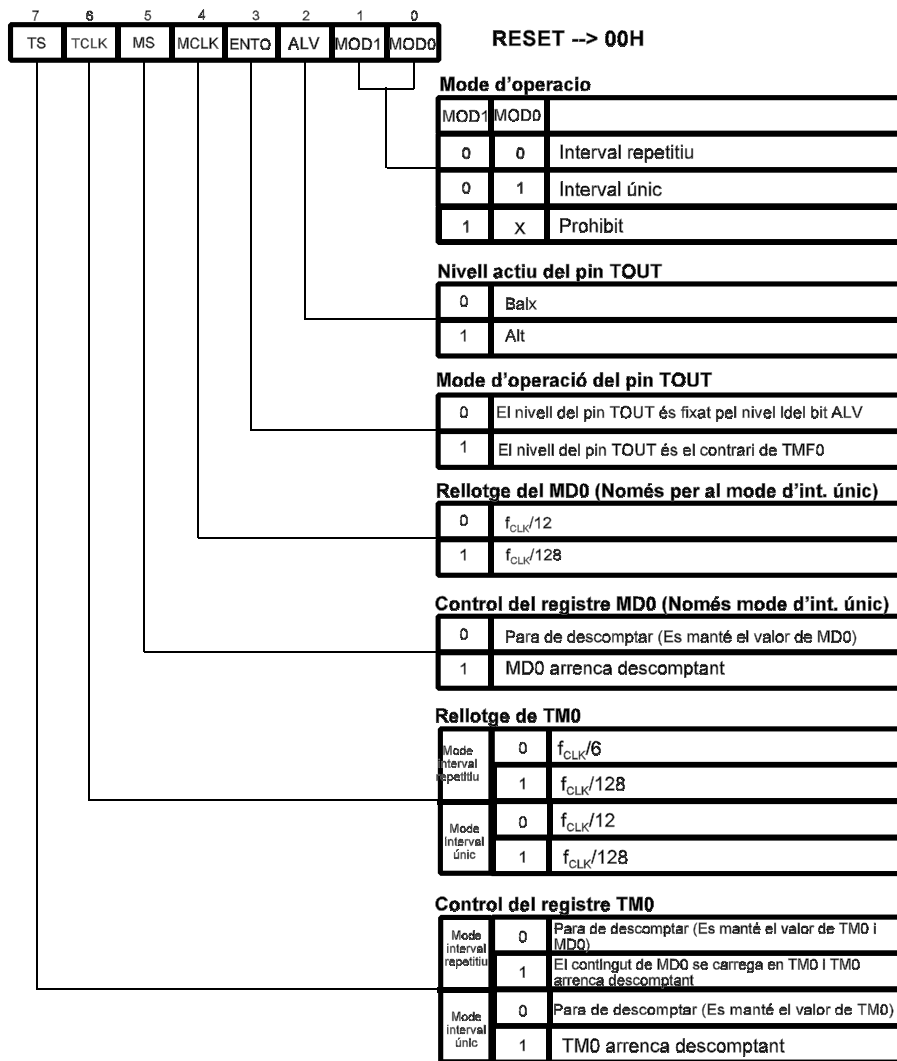 7 6 5 4 3 2 1 0
TS TCLK MS MCLK ENTO ALV MOD1 MOD0
RESET --> 00H
Mode d'operacio
MOD1 MOD0
0 0 Interval repetitiu
0 1 Interval únic
1 x Prohibit
Nivell actiu del pin TOUT
0 Baix
1 Alt
Mode d'operació del pin TOUT
0 El nivell del pin TOUT és fixat pel nivel ldel bit ALV
1 El nivell del pin TOUT és el contrari de TMF0
Rellotge del MD0 (Només per al mode d'int. únic)
0 fCLK/12
1 fCLK/128
Control del registre MD0 (Només mode d'int. únic)
0 Para de descomptar (Es manté el valor de MD0)
1 MD0 arrenca descomptant
Rellotge de TM0
Mode
interval
repetitiu
0 fCLK/6
1 fCLK/128
Mode
Interval
únic
0 fCLK/12
1 fCLK/128
Control del registre TM0
Mode
interval
repetitiu
0 Para de descomptar (Es manté el valor de TM0 i
MD0)
1 El contingut de MD0 se carrega en TM0 I TM0
arrenca descomptant
Mode
interval
únic
0 Para de descomptar (Es manté el valor de TM0)
1 TM0 arrenca descomptant